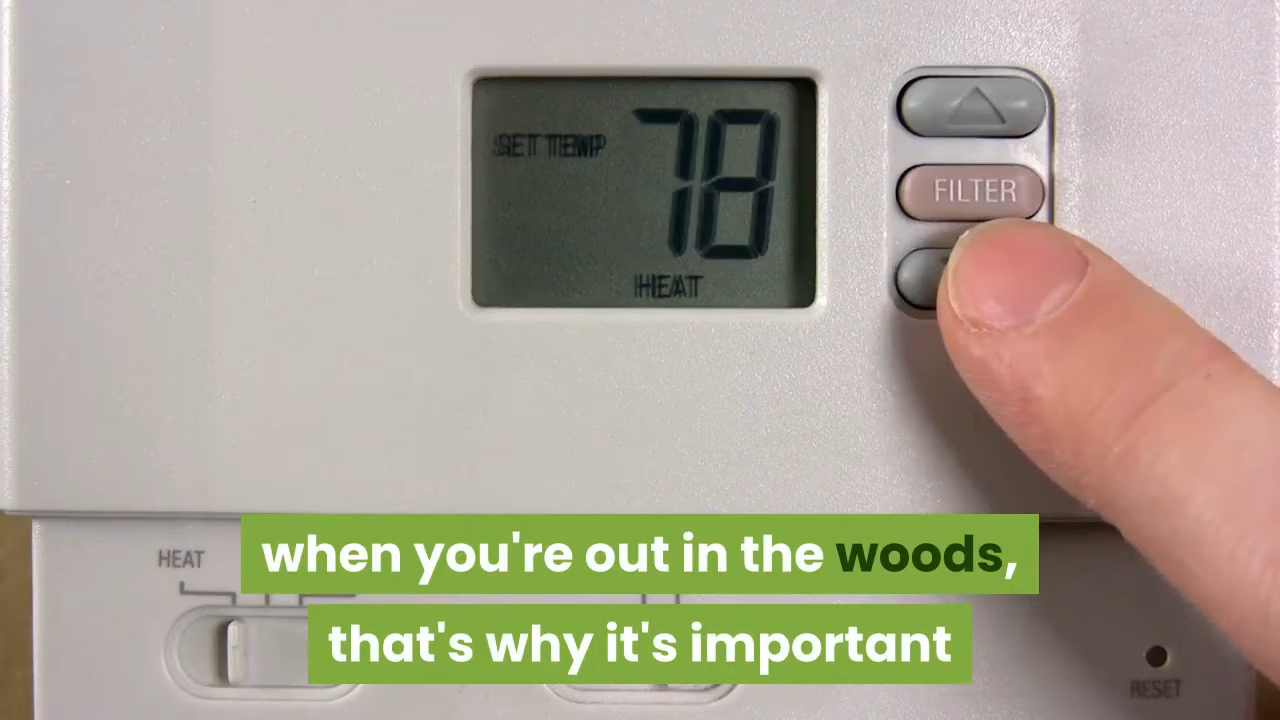 SET TEMP
78
HEAT
FILTER
when you're out in the woods,
that's why it's important
HEAT
RESET